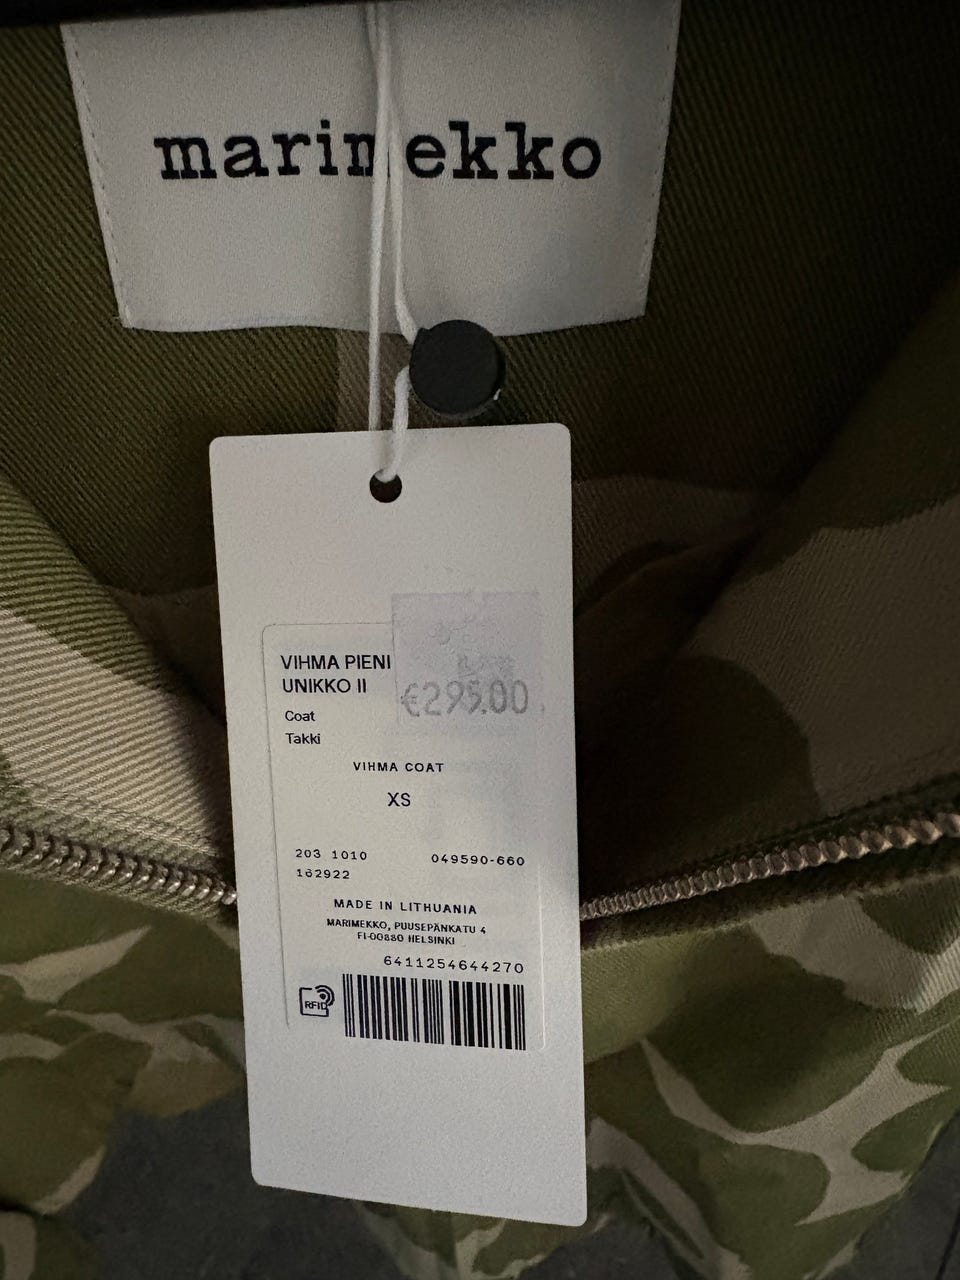 marimekko
VIHMA PIENI
UNIKKO II
€295.00
Coat
Takki
VIHMA COAT
XS
203 1010 049590-660
162922
MADE IN LITHUANIA
MARIMEKKO, PUUSEPÄNKATU 4
FI-00880 HELSINKI
6411254644270
RFID